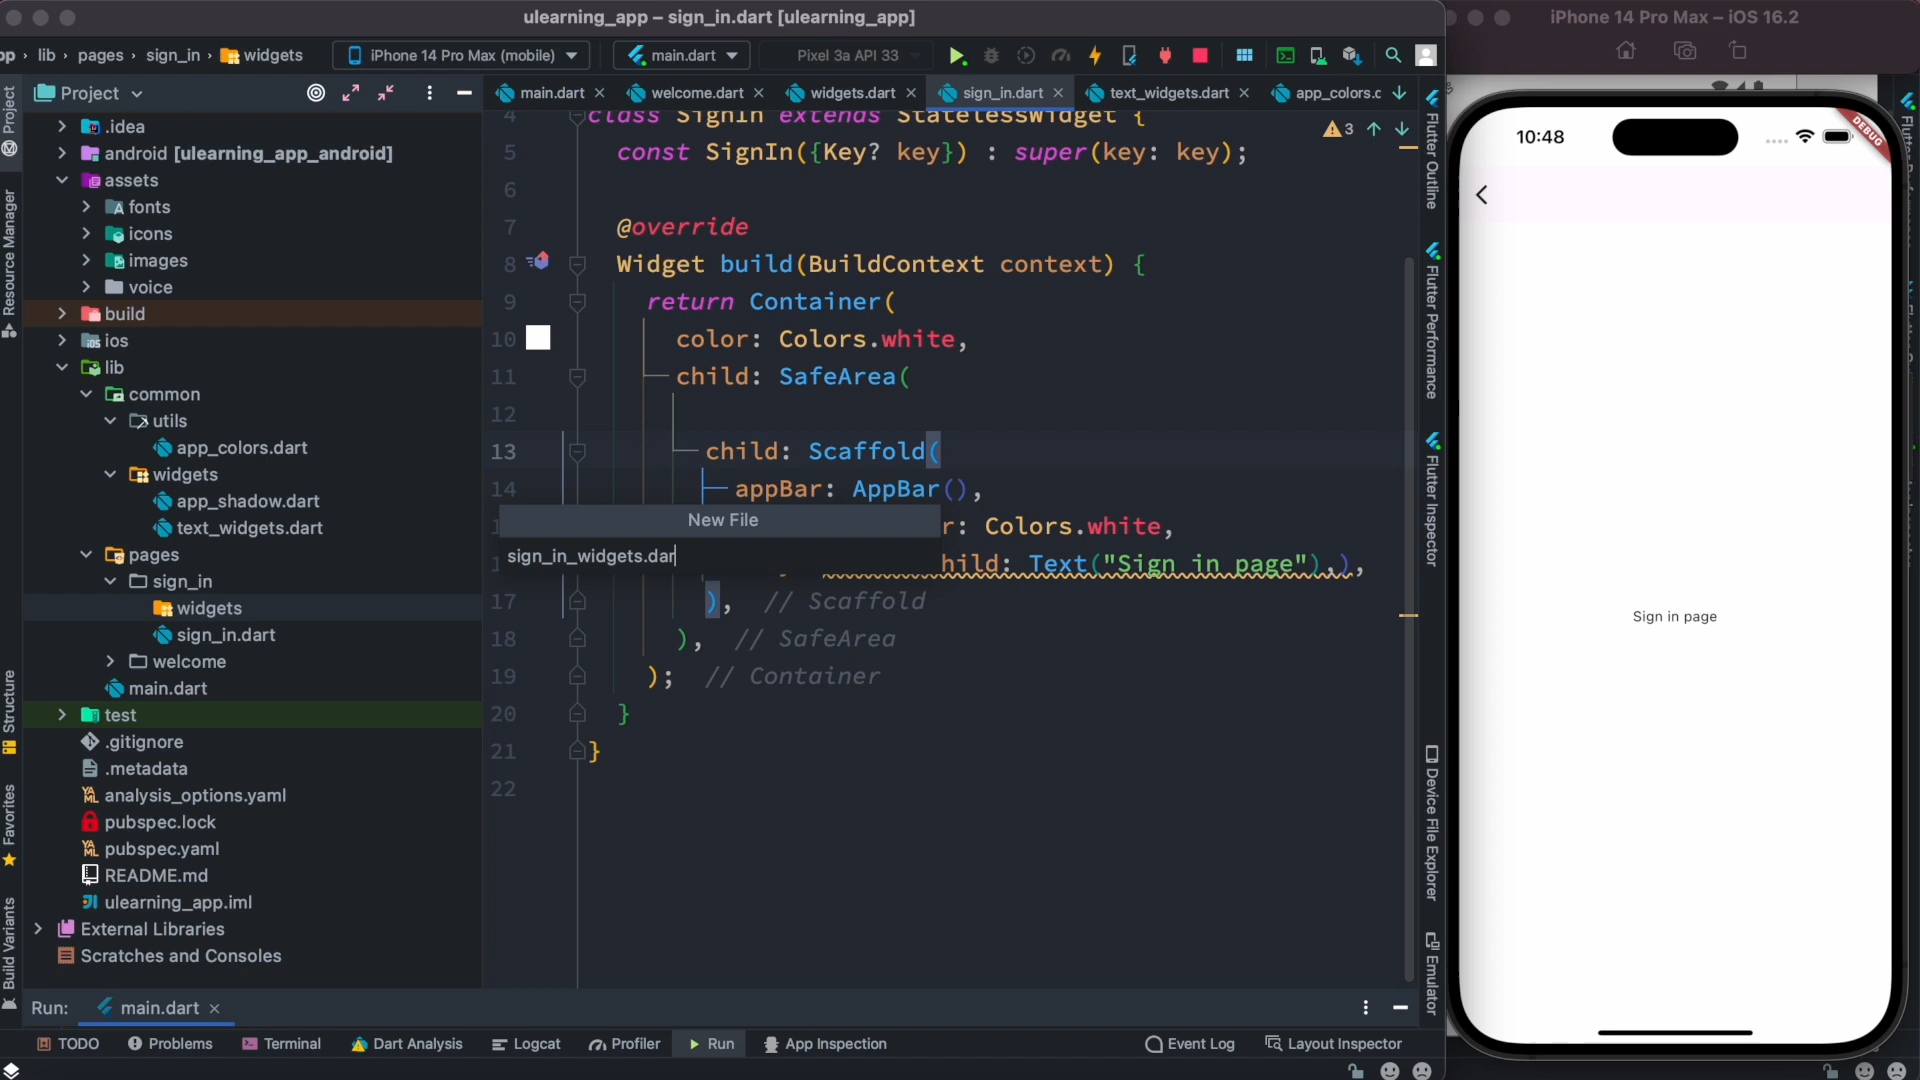 ulearning_app – sign_in.dart [ulearning_app]
iPhone 14 Pro Max – iOS 16.2
pp › lib › pages › sign_in › widgets
iPhone 14 Pro Max (mobile)
main.dart
Pixel 3a API 33
Project
main.dart
welcome.dart
widgets.dart
sign_in.dart
text_widgets.dart
app_colors.c
.idea
android [ulearning_app_android]
assets
fonts
icons
images
voice
build
ios
lib
common
utils
app_colors.dart
widgets
app_shadow.dart
text_widgets.dart
pages
sign_in
widgets
sign_in.dart
welcome
main.dart
test
.gitignore
.metadata
analysis_options.yaml
pubspec.lock
pubspec.yaml
README.md
ulearning_app.iml
External Libraries
Scratches and Consoles
Project
Resource Manager
Structure
Favorites
Build Variants
4 class SignIn extends StatelessWidget {
3
5 const SignIn({Key? key}) : super(key: key);
6
7 @override
8 Widget build(BuildContext context) {
9 return Container(
10 color: Colors.white,
11 child: SafeArea(
12
13 child: Scaffold(
14 appBar: AppBar(),
New File
r: Colors.white,
sign_in_widgets.dar
hild: Text("Sign in page"),),
17 ), // Scaffold
18 ), // SafeArea
19 ); // Container
20 }
21 }
22
Flutter Outline
Flutter Performance
Flutter Inspector
Device File Explorer
Emulator
10:48
DEBUG
Sign in page
Run:
main.dart
TODO
Problems
Terminal
Dart Analysis
Logcat
Profiler
Run
App Inspection
Event Log
Layout Inspector